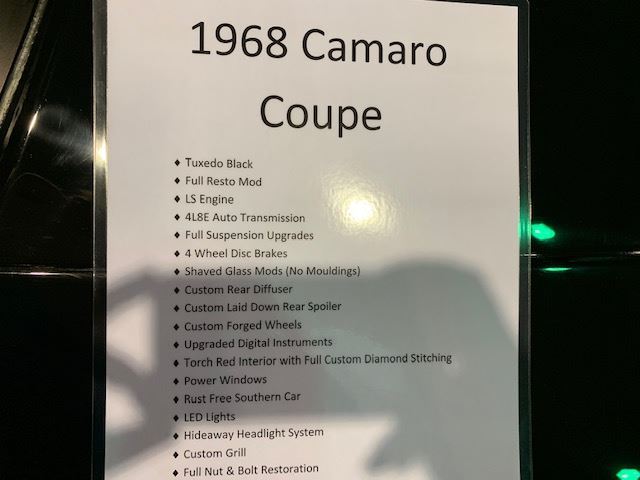 1968 Camaro
Coupe
♦ Tuxedo Black
♦ Full Resto Mod
♦ LS Engine
♦ 4L8E Auto Transmission
♦ Full Suspension Upgrades
♦ 4 Wheel Disc Brakes
♦ Shaved Glass Mods (No Mouldings)
♦ Custom Rear Diffuser
♦ Custom Laid Down Rear Spoiler
♦ Custom Forged Wheels
♦ Upgraded Digital Instruments
♦ Torch Red Interior with Full Custom Diamond Stitching
♦ Power Windows
♦ Rust Free Southern Car
♦ LED Lights
♦ Hideaway Headlight System
♦ Custom Grill
♦ Full Nut & Bolt Restoration